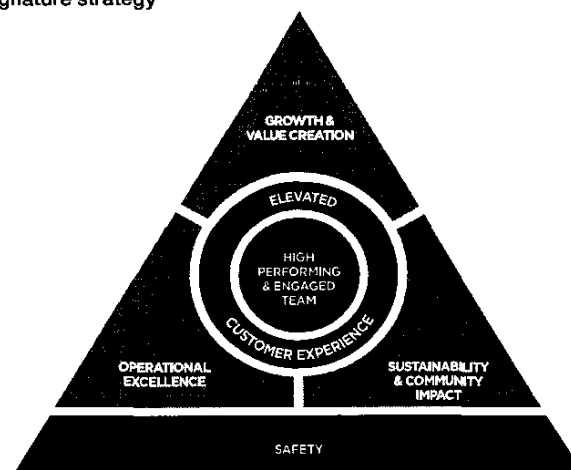 gnature strategy
GROWTH &
VALUE CREATION
ELEVATED
HIGH
PERFORMING
& ENGAGED
TEAM
CUSTOMER EXPERIENCE
OPERATIONAL
EXCELLENCE
SUSTAINABILITY
& COMMUNITY
IMPACT
SAFETY